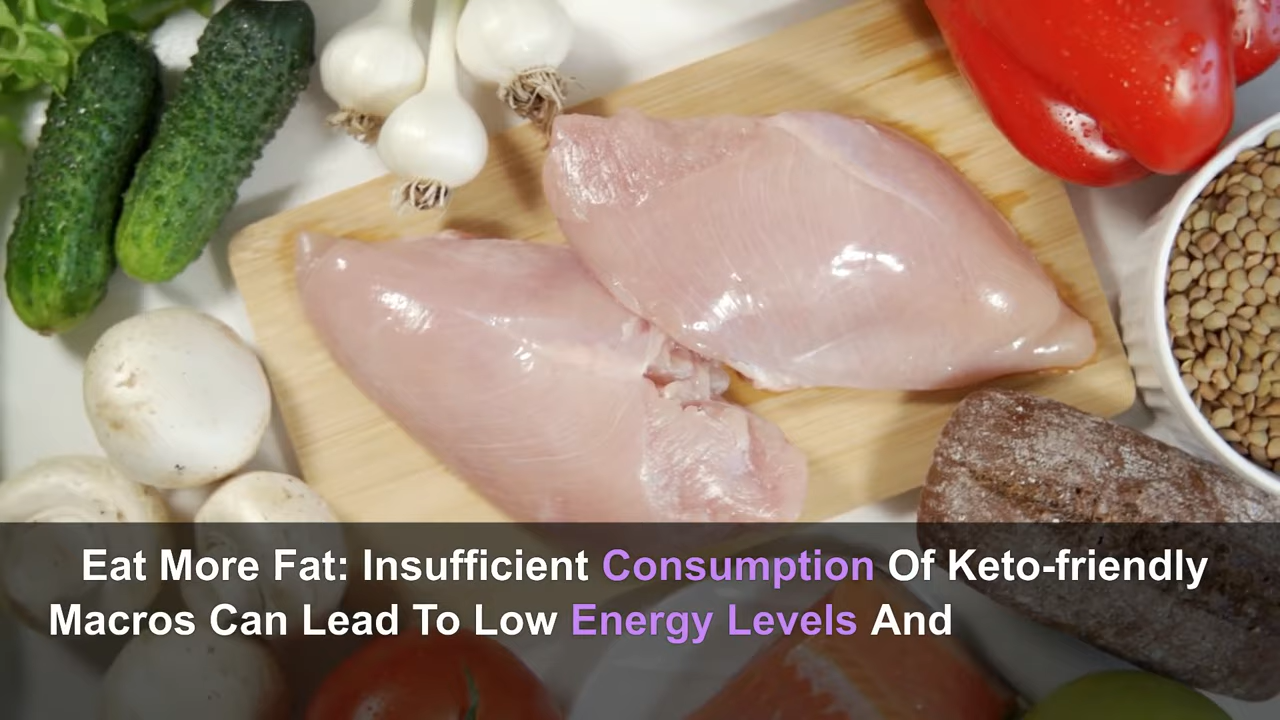 Eat More Fat: Insufficient Consumption Of Keto-friendly
Macros Can Lead To Low Energy Levels And